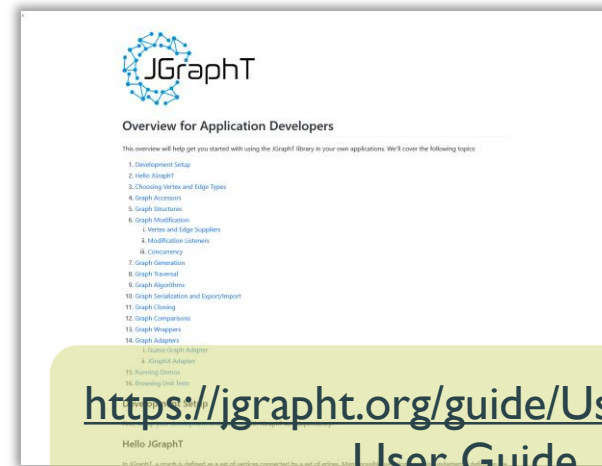 JGraphT
Overview for Application Developers
This overview will help get you started with using the JGraphT library in your own applications. We'll cover the following topics:
1. Development Setup
2. Hello JGraphT
3. Choosing Vertex and Edge Types
4. Graph Accessors
5. Graph Structures
6. Graph Modification
i. Vertex and Edge Suppliers
ii. Modification Listeners
iii. Concurrency
7. Graph Generation
8. Graph Traversal
9. Graph Algorithms
10. Graph Serialization and Export/Import
11. Graph Cloning
12. Graph Comparisons
13. Graph Wrappers
14. Graph Adapters
i. Guava Graph Adapter
ii. JGraphX Adapter
15. Running Demos
16. Browsing Unit Tests
Development Setup
https://jgrapht.org/guide/Us
User Guide
Hello JGraphT